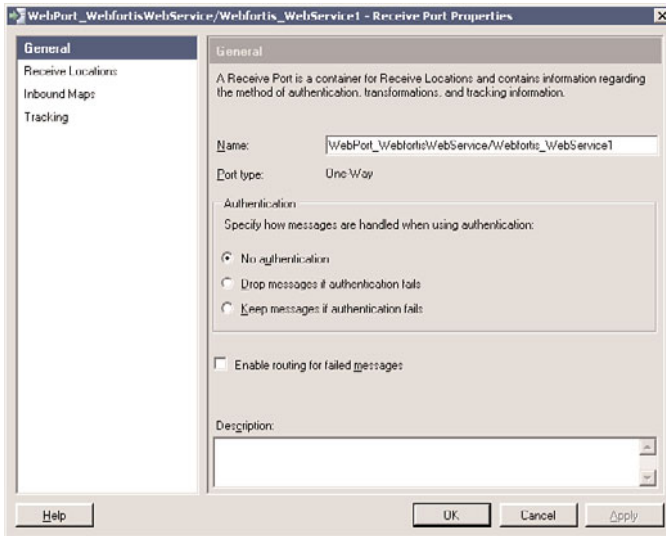 WebPort_WebfortisWebService/Webfortis_WebService1 - Receive Port Properties
General
Receive Locations
Inbound Maps
Tracking
General
A Receive Port is a container for Receive Locations and contains information regarding
the method of authentication, transformations, and tracking information.
Name:
WebPort_WebfortisWebService/Webfortis_WebService1
Port type:
One Way
Authentication
Specify how messages are handled when using authentication:
No authentication
Drop messages if authentication fails
Keep messages if authentication fails
Enable routing for failed messages
Description:
Help
OK
Cancel
Apply